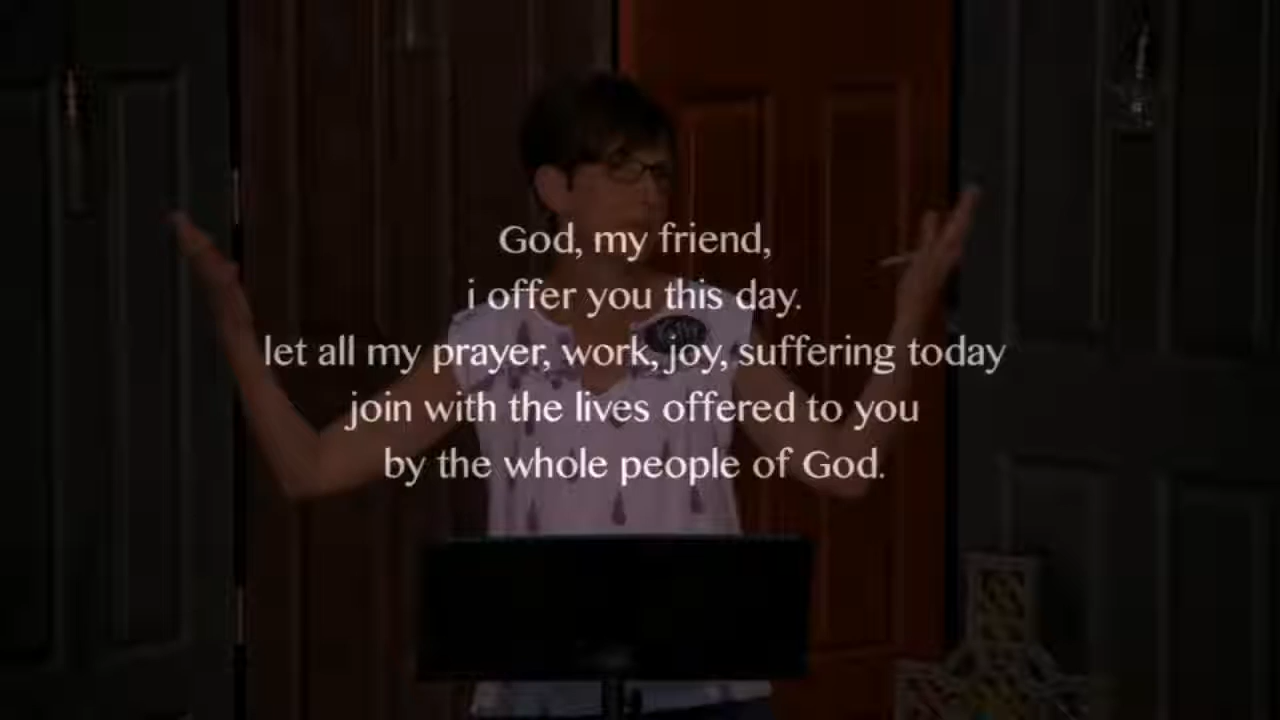 God, my friend,
i offer you this day.
let all my prayer, work, joy, suffering today
join with the lives offered to you
by the whole people of God.